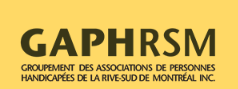 GAPHRSM
GROUPEMENT DES ASSOCIATIONS DE PERSONNES
HANDICAPÉES DE LA RIVE-SUD DE MONTRÉAL INC.